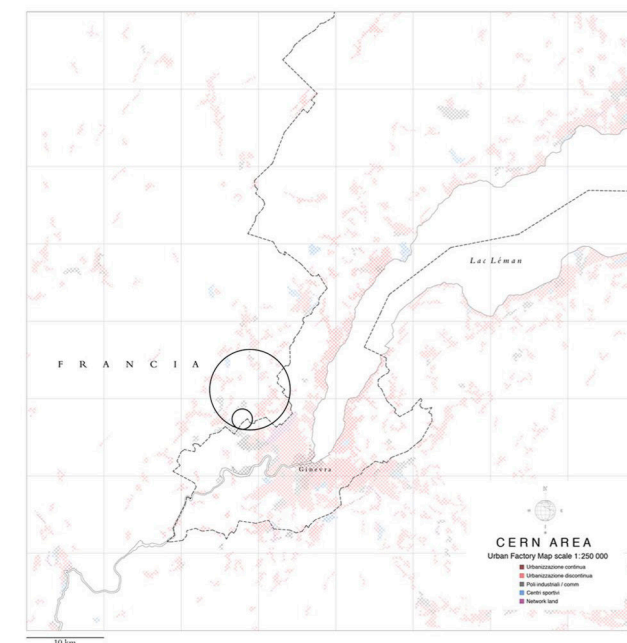 Lac Léman
F R A N C I A
Ginevra
N
CERN AREA
Urban Factory Map scale 1:250 000
Urbanizzazione continua
Urbanizzazione discontinua
Poli industriali / comm
Centri sportivi
Network land
10 km